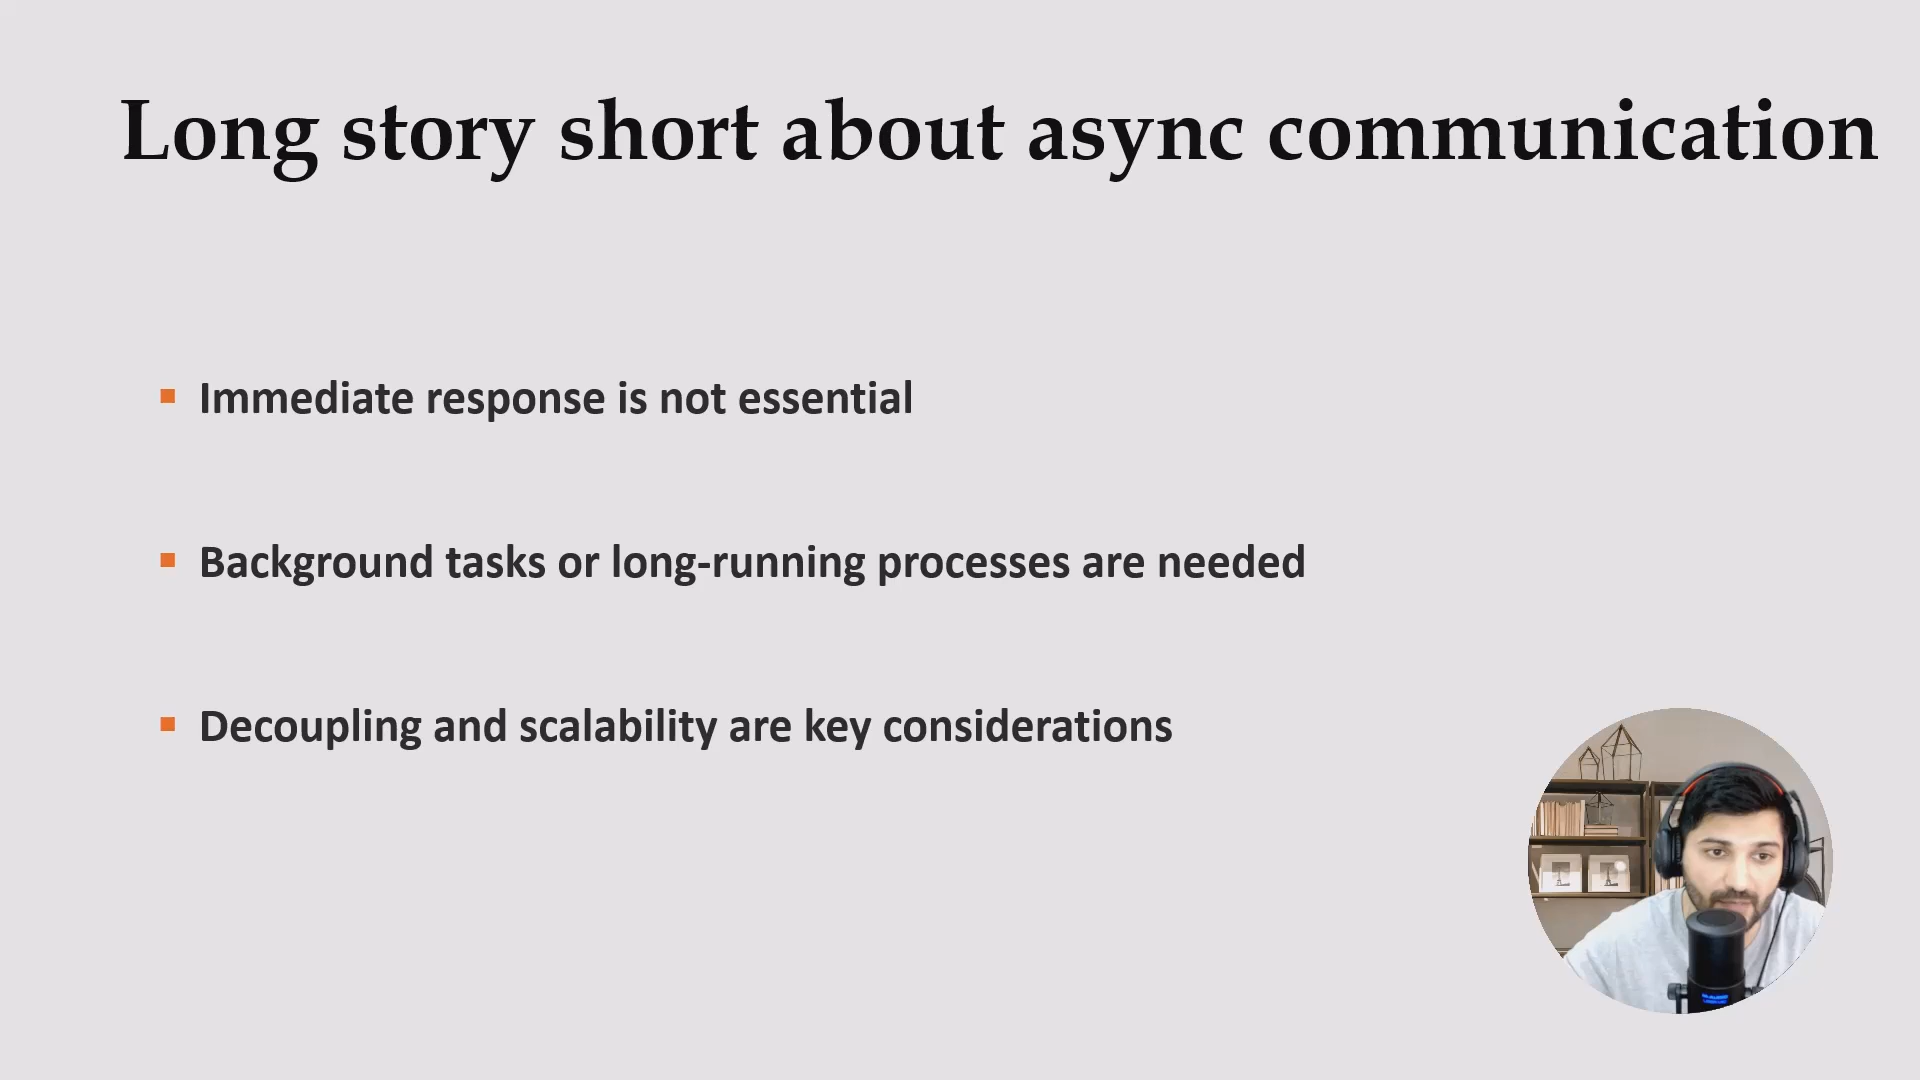 Long story short about async communication
Immediate response is not essential
Background tasks or long-running processes are needed
Decoupling and scalability are key considerations